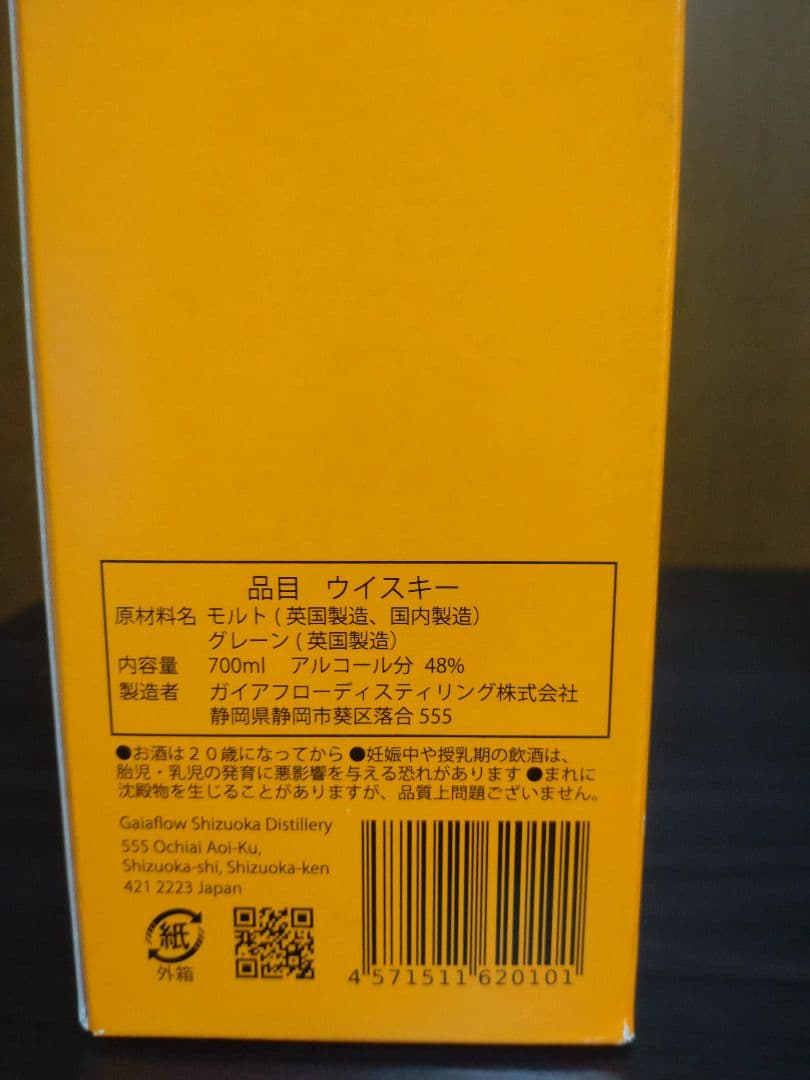 品目　ウイスキー
原材料名 モルト ( 英国製造、国内製造）
グレーン ( 英国製造）
内容量　700ml　アルコール分 48%
製造者　ガイアフローディスティリング株式会社
静岡県静岡市葵区落合 555
●お酒は２０歳になってから ●妊娠中や授乳期の飲酒は、
胎児・乳児の発育に悪影響を与える恐れがあります ●まれに
沈殿物を生じることがありますが、品質上問題ございません。
Gaiaflow Shizuoka Distillery
555 Ochiai Aoi-Ku,
Shizuoka-shi, Shizuoka-ken
421 2223 Japan
紙
外箱
4 571511 620101